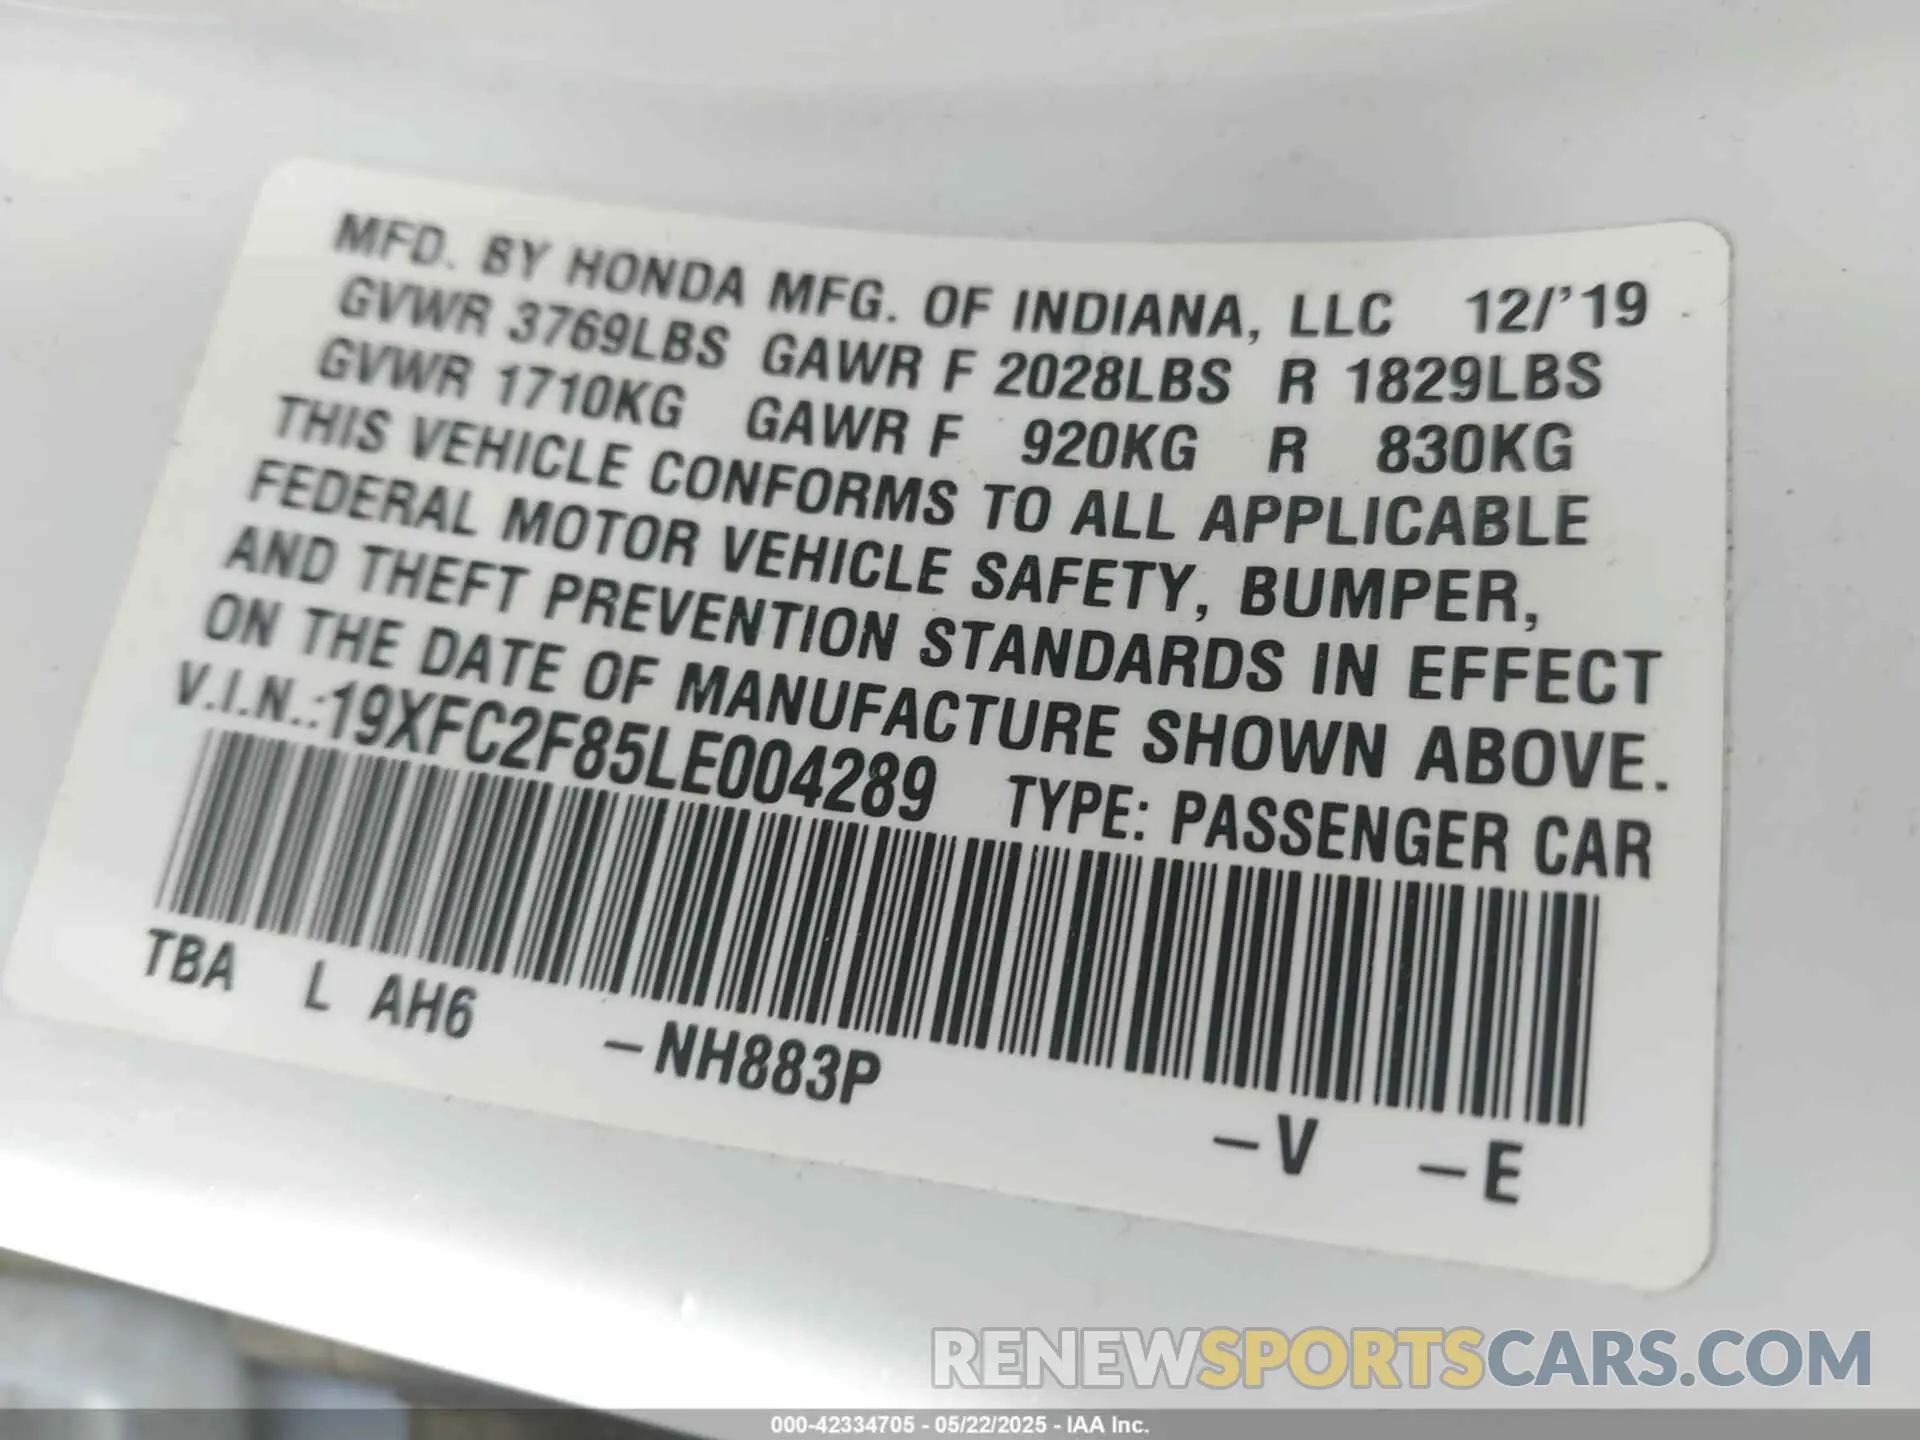 MFD. BY HONDA MFG. OF INDIANA, LLC 12/'19
GVWR 3769LBS GAWR F 2028LBS R 1829LBS
GVWR 1710KG GAWR F 920KG R 830KG
THIS VEHICLE CONFORMS TO ALL APPLICABLE
FEDERAL MOTOR VEHICLE SAFETY, BUMPER,
AND THEFT PREVENTION STANDARDS IN EFFECT
ON THE DATE OF MANUFACTURE SHOWN ABOVE.
V.I.N.:19XFC2F85LE004289 TYPE: PASSENGER CAR
TBA L AH6 –NH883P –V –E
RENEWSPORTSCARS.COM
000-42334705 - 05/22/2025 - IAA Inc.